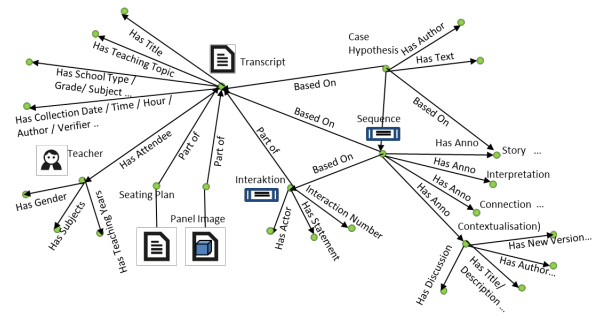 Has Title
Has Teaching Topic
Has School Type /
Grade/ Subject ...
Has Collection Date / Time / Hour /
Author / Verifier ..
Transcript
Case
Hypothesis
Has Author
Has Text
Based On
Based On
Based On
Sequence
Has Anno
Story ...
Has Anno
Interpretation
Has Anno
Connection ...
Has Anno
Contextualisation)
Has New Version...
Has Author...
Has Title/
Description ...
Has Discussion
Based On
Interaktion
Part of
Interaction Number
Has Statement
Has Actor
Teacher
Has Attendee
Part of
Part of
Has Gender
Has Subjects
Has Teaching Years
Seating Plan
Panel Image